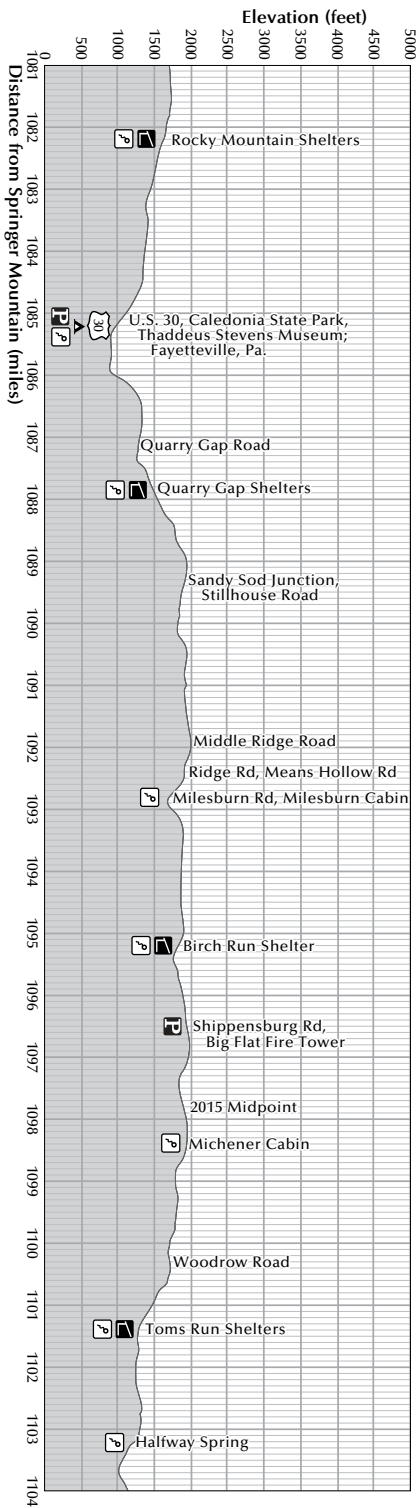 Elevation (feet)
5000
4500
4000
3500
3000
2500
2000
1500
1000
500
0
1081
1082
1083
1084
1085
1086
1087
1088
1089
1090
1091
1092
1093
1094
1095
1096
1097
1098
1099
1100
1101
1102
1103
1104
Distance from Springer Mountain (miles)
Rocky Mountain Shelters
P
30
U.S. 30, Caledonia State Park,
Thaddeus Stevens Museum;
Fayetteville, Pa.
Quarry Gap Road
Quarry Gap Shelters
Sandy Sod Junction,
Stillhouse Road
Middle Ridge Road
Ridge Rd, Means Hollow Rd
Milesburn Rd, Milesburn Cabin
Birch Run Shelter
P
Shippensburg Rd,
Big Flat Fire Tower
2015 Midpoint
Michener Cabin
Woodrow Road
Toms Run Shelters
Halfway Spring